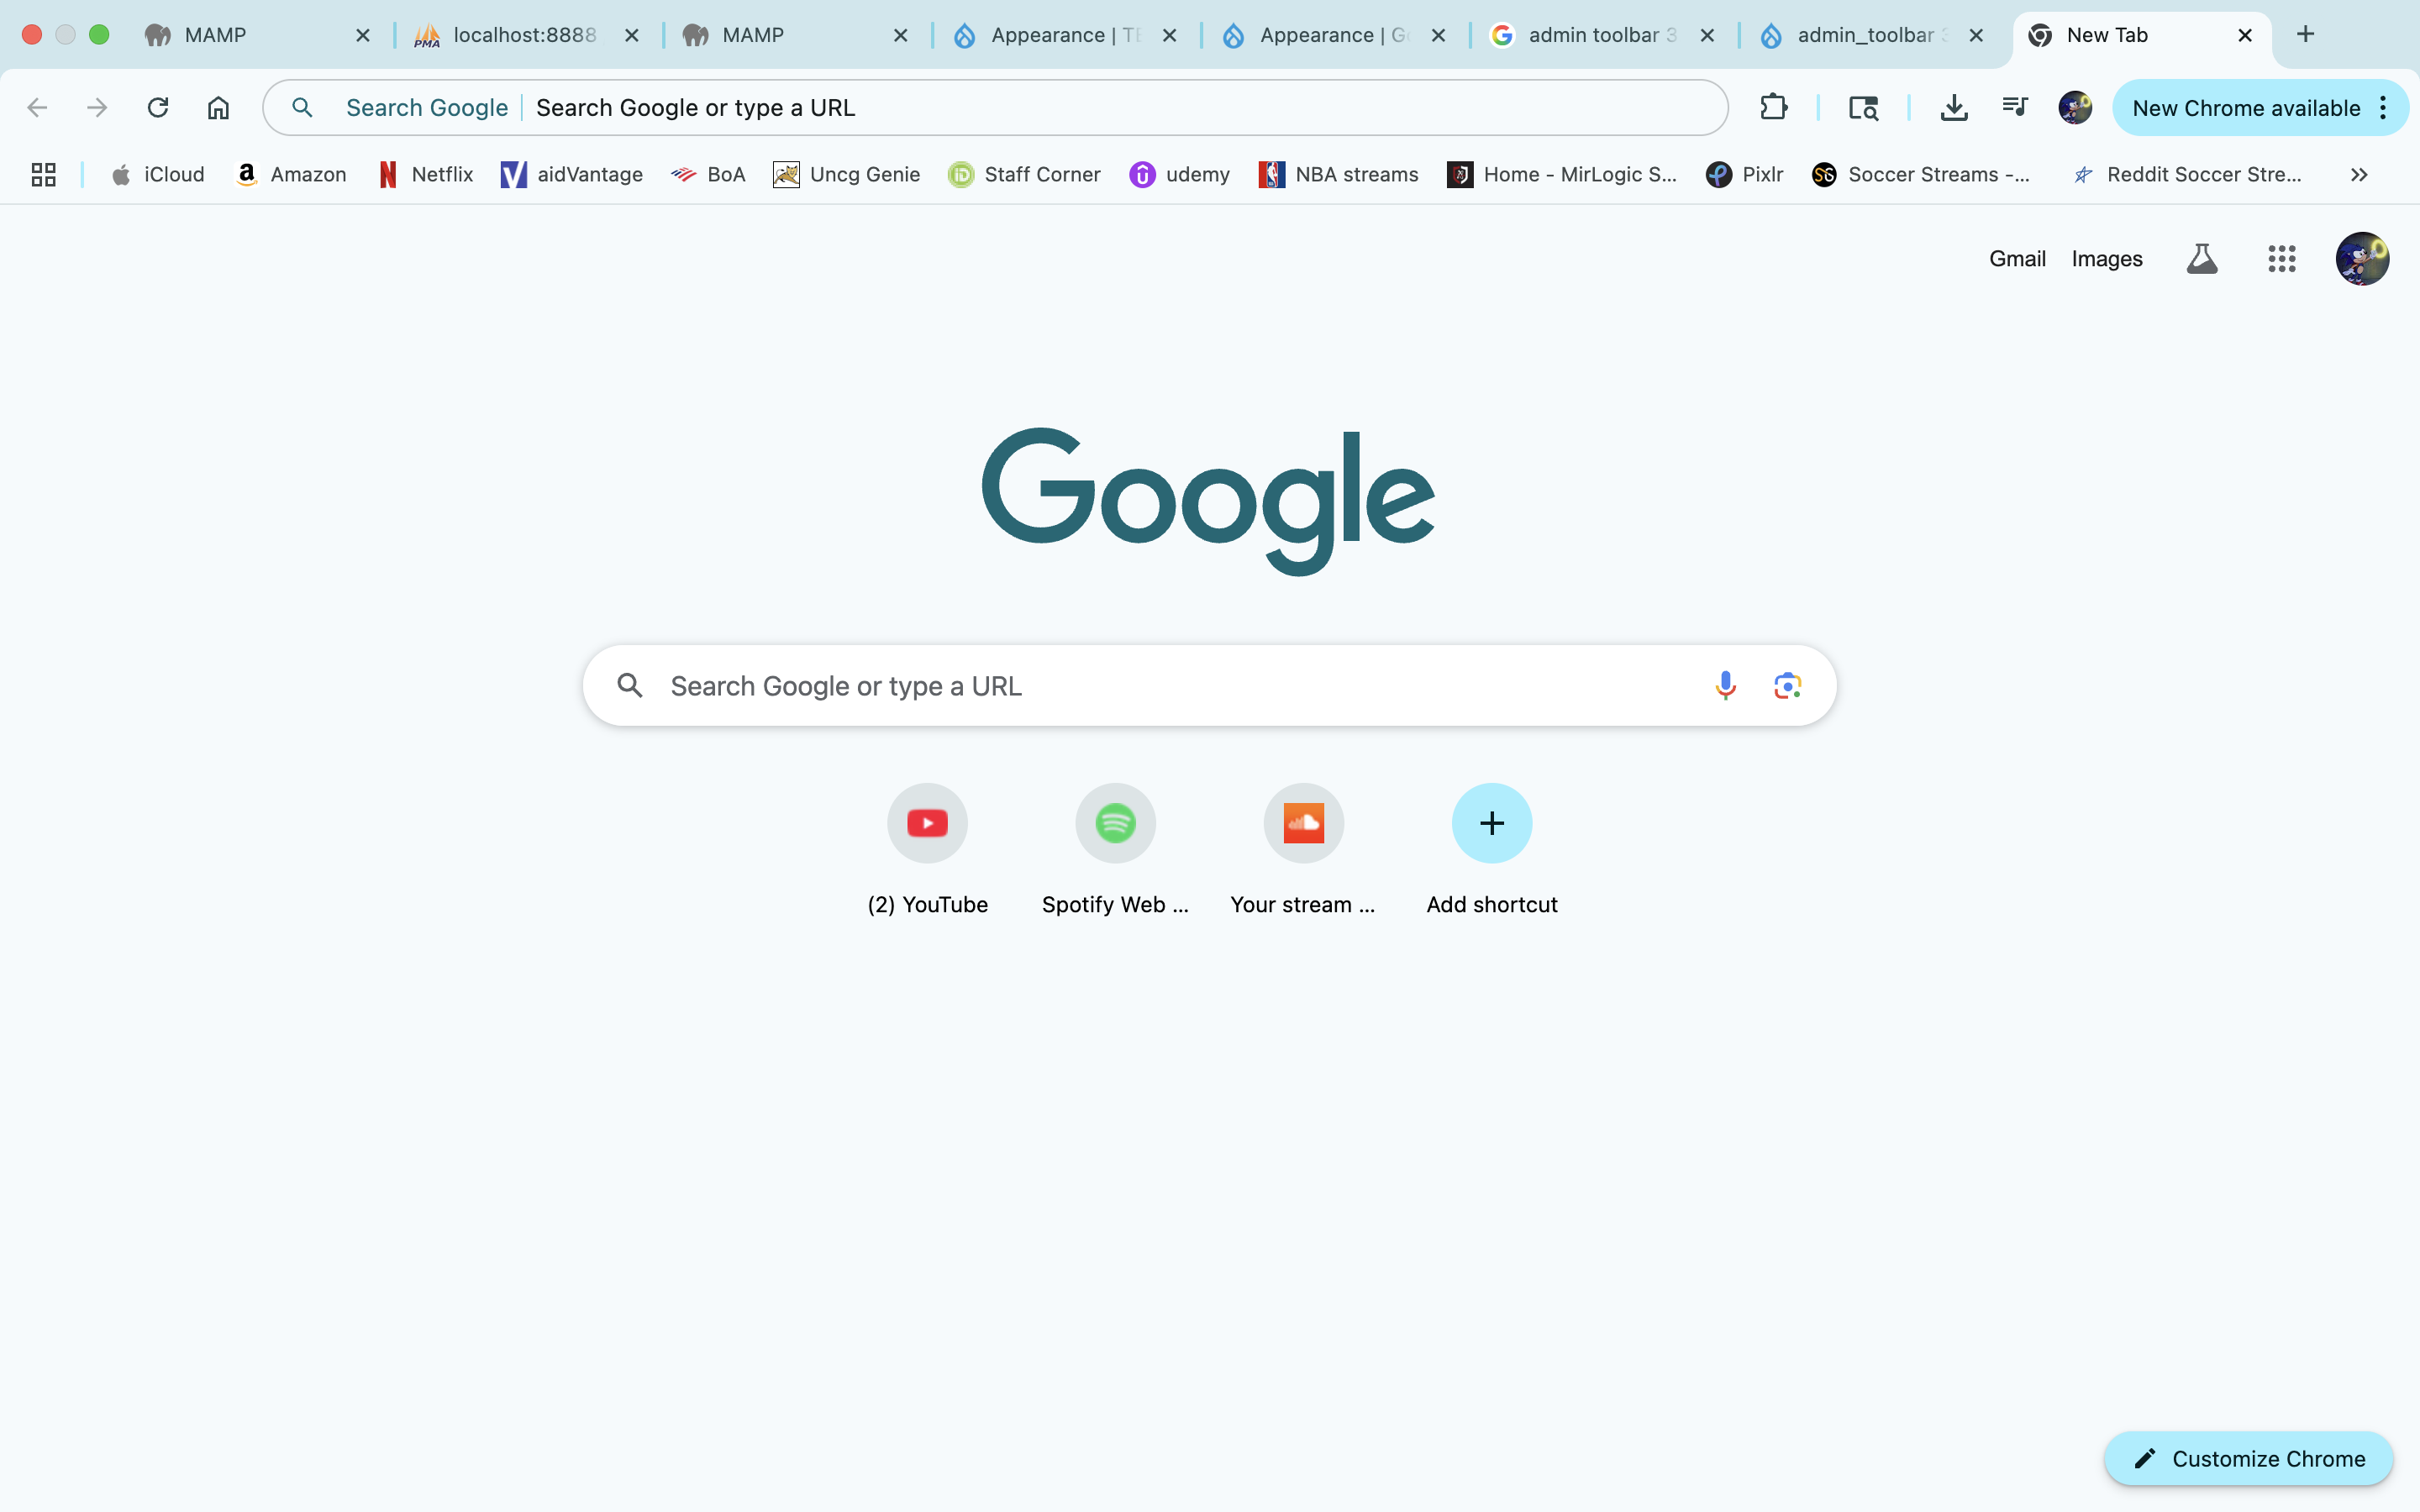 MAMP
localhost:8888
MAMP
Appearance | TE
Appearance | Go
admin toolbar 3
admin_toolbar 3
New Tab
Search Google
Search Google or type a URL
New Chrome available
iCloud
Amazon
Netflix
aidVantage
BoA
Uncg Genie
Staff Corner
udemy
NBA streams
Home - MirLogic S...
Pixlr
Soccer Streams -...
Reddit Soccer Stre...
Gmail
Images
Google
Search Google or type a URL
(2) YouTube
Spotify Web ...
Your stream ...
Add shortcut
Customize Chrome